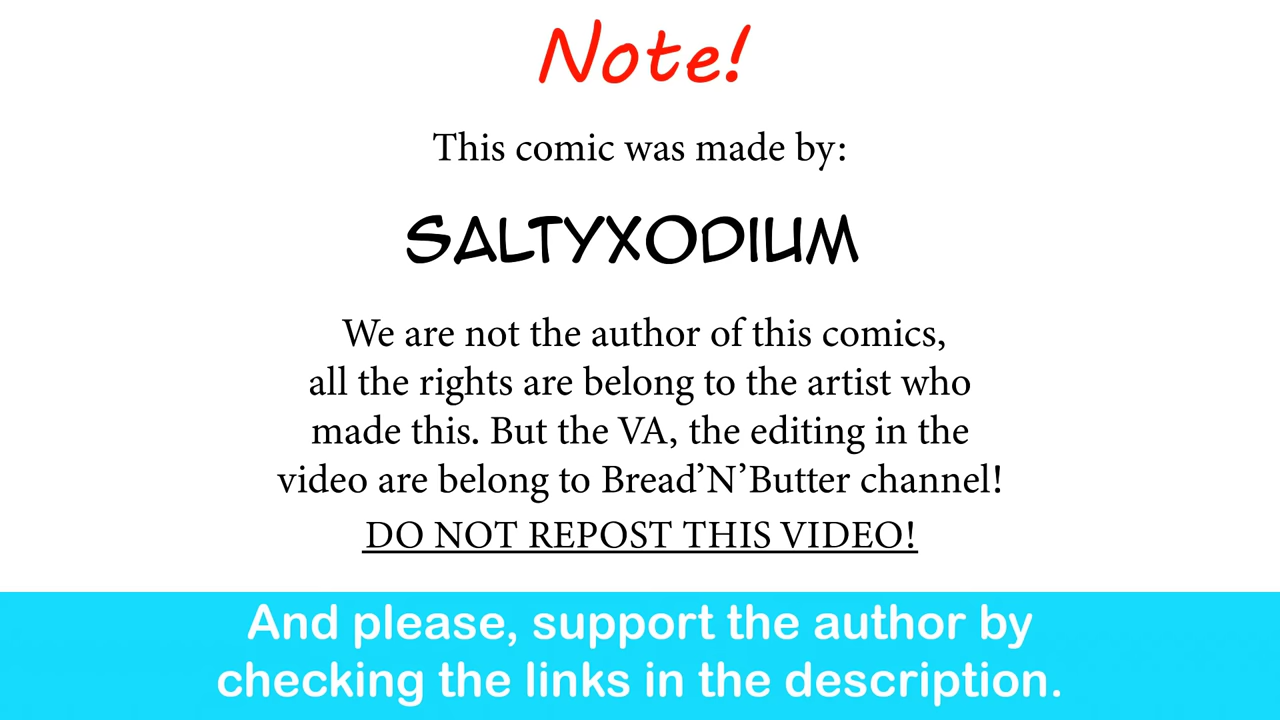 Note!
This comic was made by:
SALTYXODIUM
We are not the author of this comics,
all the rights are belong to the artist who
made this. But the VA, the editing in the
video are belong to Bread’N’Butter channel!
DO NOT REPOST THIS VIDEO!
And please, support the author by
checking the links in the description.